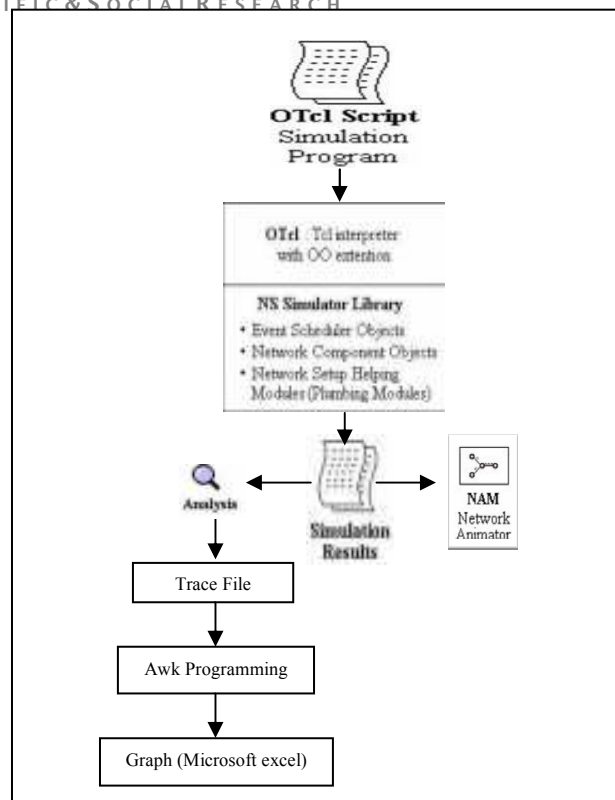 OTcl Script
Simulation
Program
OTcl : Tcl interpreter
with OO extention
NS Simulator Library
• Event Scheduler Objects
• Network Component Objects
• Network Setup Helping
Modules (Plumbing Modules)
Analysis
Simulation
Results
NAM
Network
Animator
Trace File
Awk Programming
Graph (Microsoft excel)